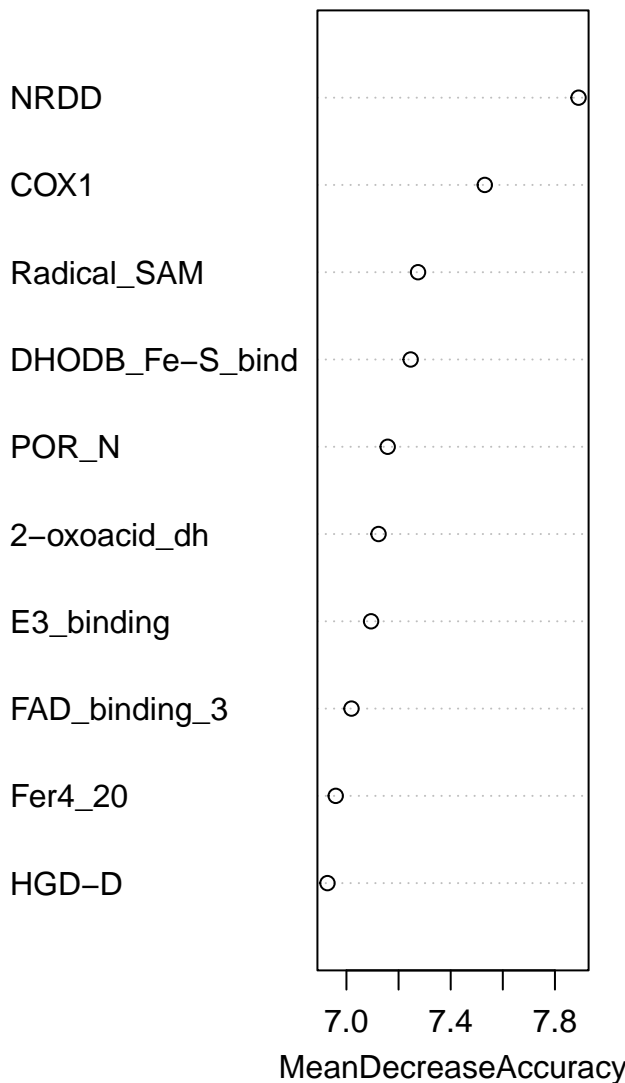 NRDD
COX1
Radical_SAM
DHODB_Fe−S_bind
POR_N
2−oxoacid_dh
E3_binding
FAD_binding_3
Fer4_20
HGD−D
7.0 7.4 7.8
MeanDecreaseAccuracy